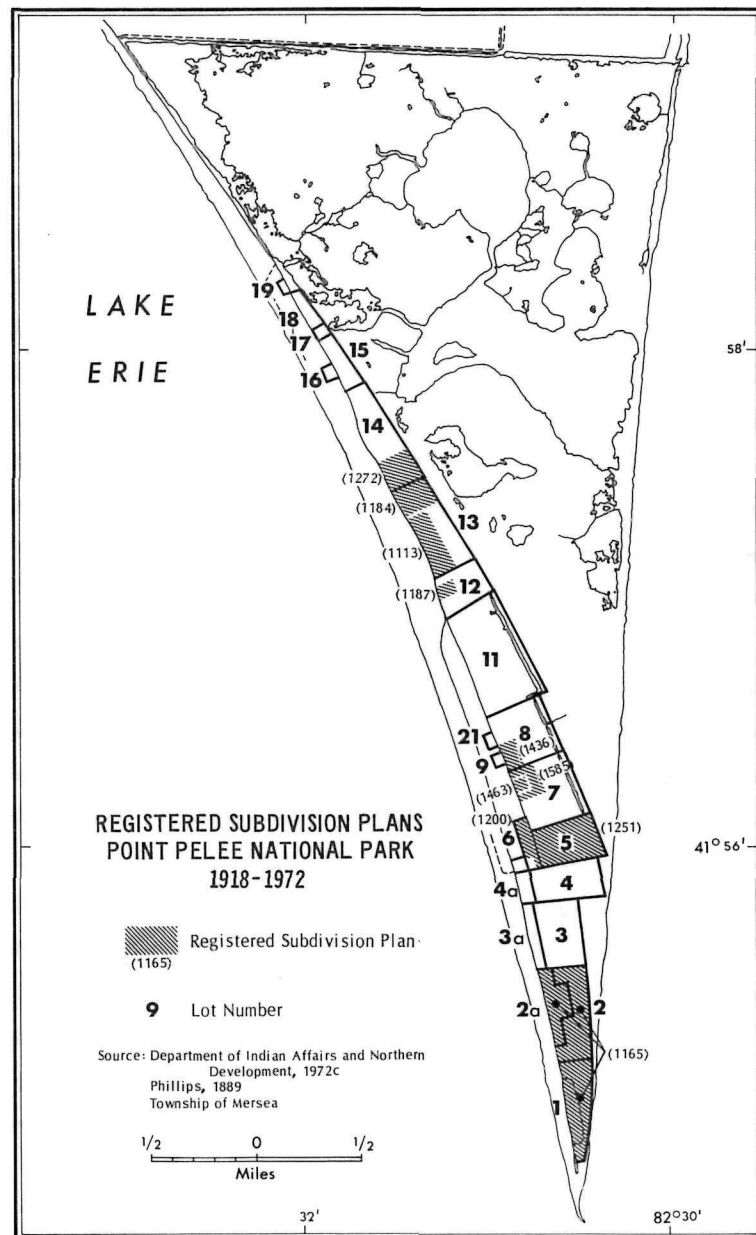 32'
82°30'
LAKE
ERIE
58'
19
18
17
15
16
14
(1272)
(1184)
13
(1113)
12
(1187)
11
21
8
(1436)
9
(1585)
(1463)
7
(1200)
(1251)
6
5
41° 56'
4a
4
3a
3
2a
2
(1165)
1
REGISTERED SUBDIVISION PLANS
POINT PELEE NATIONAL PARK
1918-1972
Registered Subdivision Plan
(1165)
9 Lot Number
Source: Department of Indian Affairs and Northern
Development, 1972c
Phillips, 1889
Township of Mersea
1/2 0 1/2
Miles
32'
82°30'